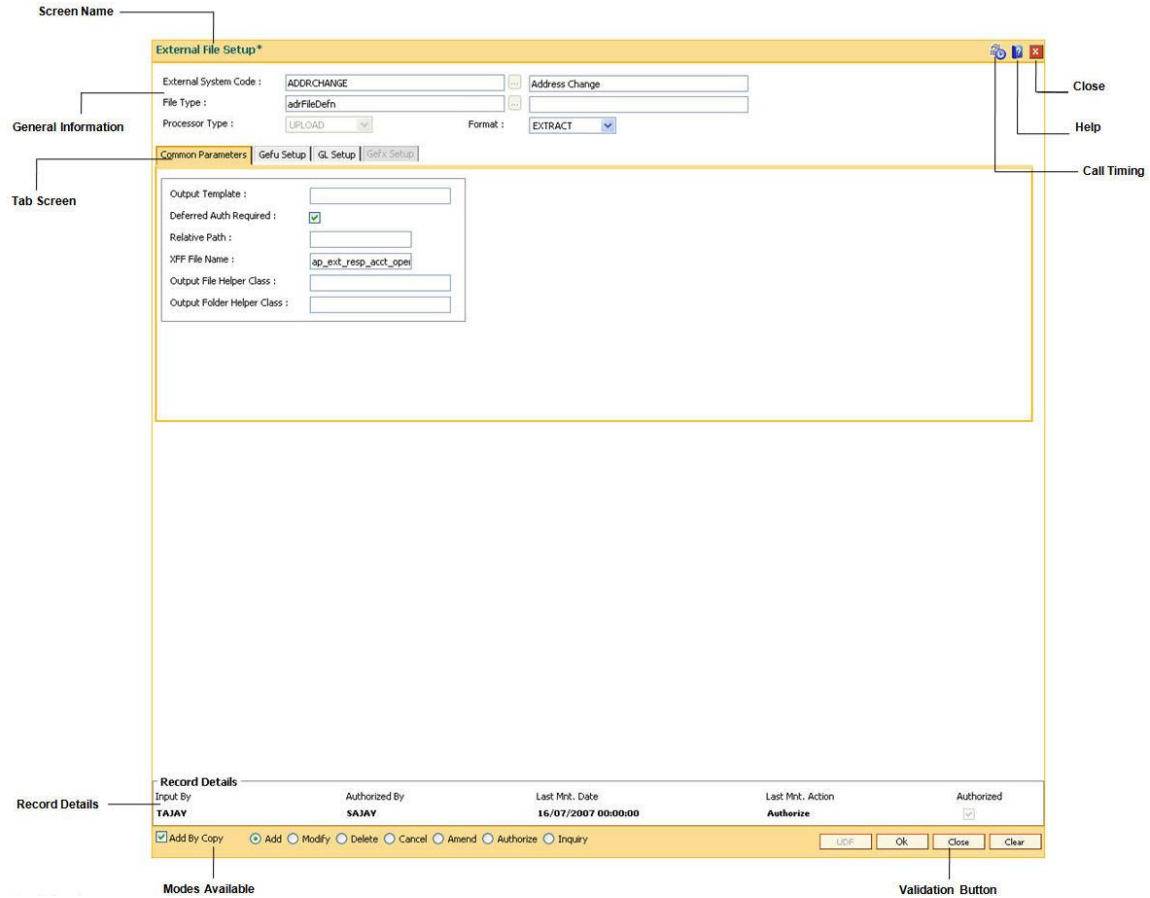 Screen Name
External File Setup*
External System Code :
ADDRCHANGE
...
Address Change
Close
File Type :
adrFileDefn
...
General Information
Processor Type :
UPLOAD
Format :
EXTRACT
Help
Common Parameters
Gefu Setup
GL Setup
Gefx Setup
Call Timing
Tab Screen
Output Template :
Deferred Auth Required :
Relative Path :
XFF File Name :
ap_ext_resp_acct_oper
Output File Helper Class :
Output Folder Helper Class :
Record Details
Input By
Authorized By
Last Mnt. Date
Last Mnt. Action
Authorized
Record Details
TAJAY
SAJAY
16/07/2007 00:00:00
Authorize
Add By Copy
Add
Modify
Delete
Cancel
Amend
Authorize
Inquiry
UDF
Ok
Close
Clear
Modes Available
Validation Button